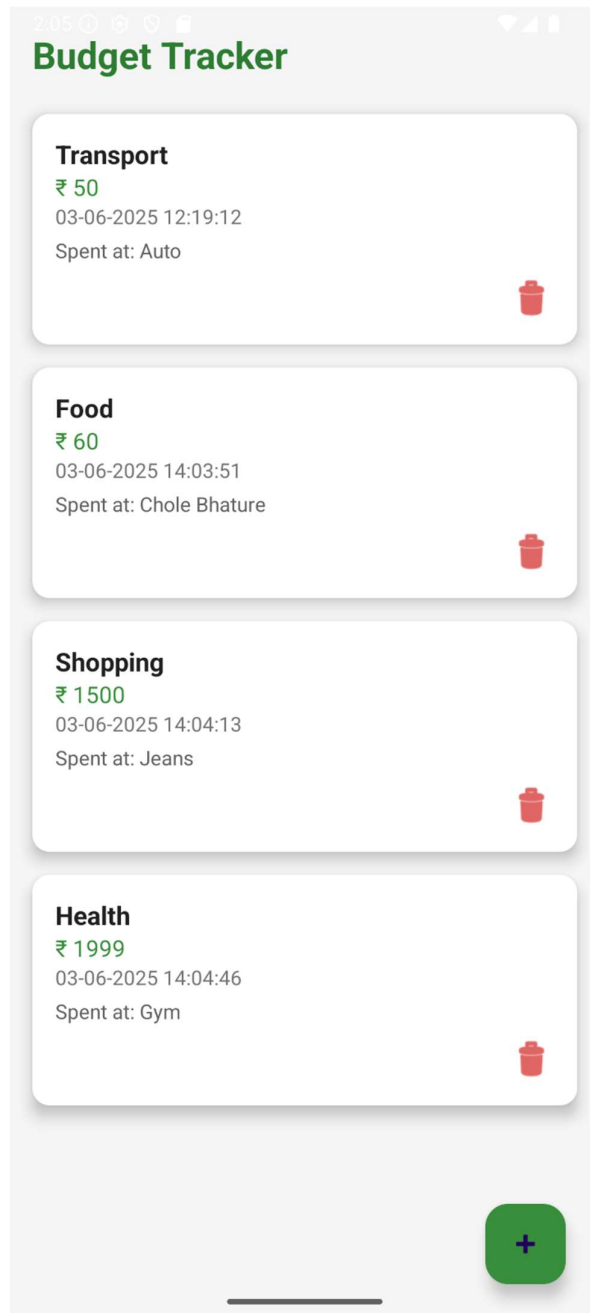 2:05
Budget Tracker
Transport
₹ 50
03-06-2025 12:19:12
Spent at: Auto
Food
₹ 60
03-06-2025 14:03:51
Spent at: Chole Bhature
Shopping
₹ 1500
03-06-2025 14:04:13
Spent at: Jeans
Health
₹ 1999
03-06-2025 14:04:46
Spent at: Gym
+